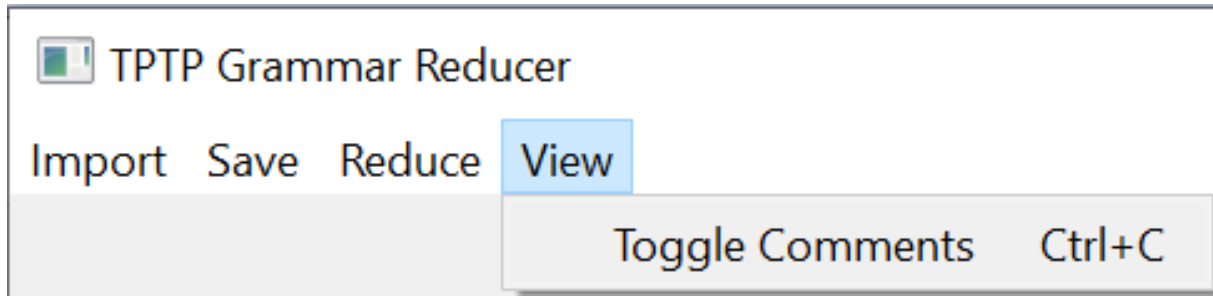 TPTP Grammar Reducer
Import Save Reduce View
Toggle Comments Ctrl+C